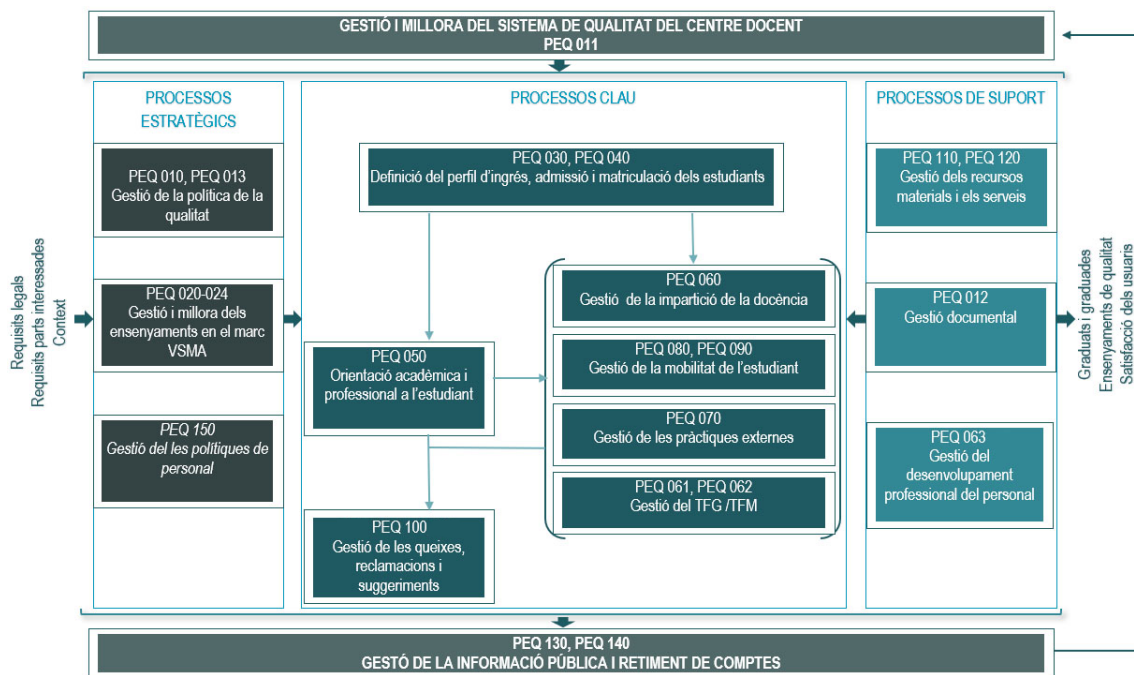 GESTIÓ I MILLORA DEL SISTEMA DE QUALITAT DEL CENTRE DOCENT
PEQ 011
Requisits legals
Requisits parts interessades
Context
PROCESSOS
ESTRATÈGICS
PEQ 010, PEQ 013
Gestió de la política de la
qualitat
PEQ 020-024
Gestió i millora dels
ensenyaments en el marc
VSMA
PEQ 150
Gestió del les polítiques de
personal
PROCESSOS CLAU
PEQ 030, PEQ 040
Definició del perfil d'ingrés, admissió i matriculació dels estudiants
PEQ 050
Orientació acadèmica i
professional a l'estudiant
PEQ 100
Gestió de les queixes,
reclamacions i
suggeriments
PEQ 060
Gestió de la impartició de la docència
PEQ 080, PEQ 090
Gestió de la mobilitat de l'estudiant
PEQ 070
Gestió de les pràctiques externes
PEQ 061, PEQ 062
Gestió del TFG /TFM
PROCESSOS DE SUPORT
PEQ 110, PEQ 120
Gestió dels recursos
materials i els serveis
PEQ 012
Gestió documental
PEQ 063
Gestió del
desenvolupament
professional del personal
Graduats i graduades
Ensenyaments de qualitat
Satisfacció dels usuaris
PEQ 130, PEQ 140
GESTÓ DE LA INFORMACIÓ PÚBLICA I RETIMENT DE COMPTES